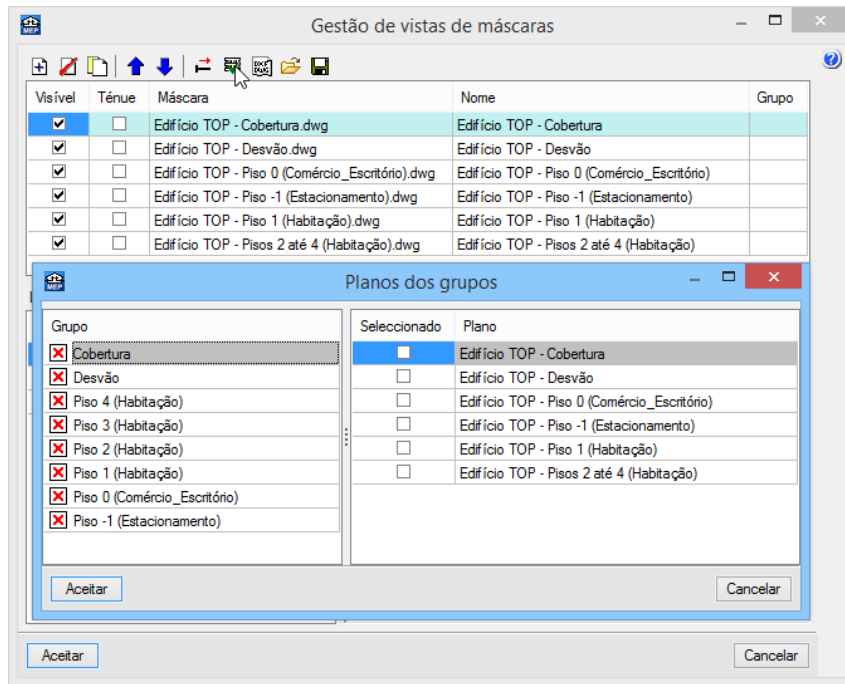 MEP
Gestão de vistas de máscaras
DXF DWG
Visível Ténue Máscara Nome Grupo
Edifício TOP - Cobertura.dwg Edifício TOP - Cobertura
Edifício TOP - Desvão.dwg Edifício TOP - Desvão
Edifício TOP - Piso 0 (Comércio_Escritório).dwg Edifício TOP - Piso 0 (Comércio_Escritório)
Edifício TOP - Piso -1 (Estacionamento).dwg Edifício TOP - Piso -1 (Estacionamento)
Edifício TOP - Piso 1 (Habitação).dwg Edifício TOP - Piso 1 (Habitação)
Edifício TOP - Pisos 2 até 4 (Habitação).dwg Edifício TOP - Pisos 2 até 4 (Habitação)
MEP
Planos dos grupos
Grupo
Cobertura
Desvão
Piso 4 (Habitação)
Piso 3 (Habitação)
Piso 2 (Habitação)
Piso 1 (Habitação)
Piso 0 (Comércio_Escritório)
Piso -1 (Estacionamento)
Seleccionado Plano
Edifício TOP - Cobertura
Edifício TOP - Desvão
Edifício TOP - Piso 0 (Comércio_Escritório)
Edifício TOP - Piso -1 (Estacionamento)
Edifício TOP - Piso 1 (Habitação)
Edifício TOP - Pisos 2 até 4 (Habitação)
Aceitar Cancelar
Aceitar Cancelar